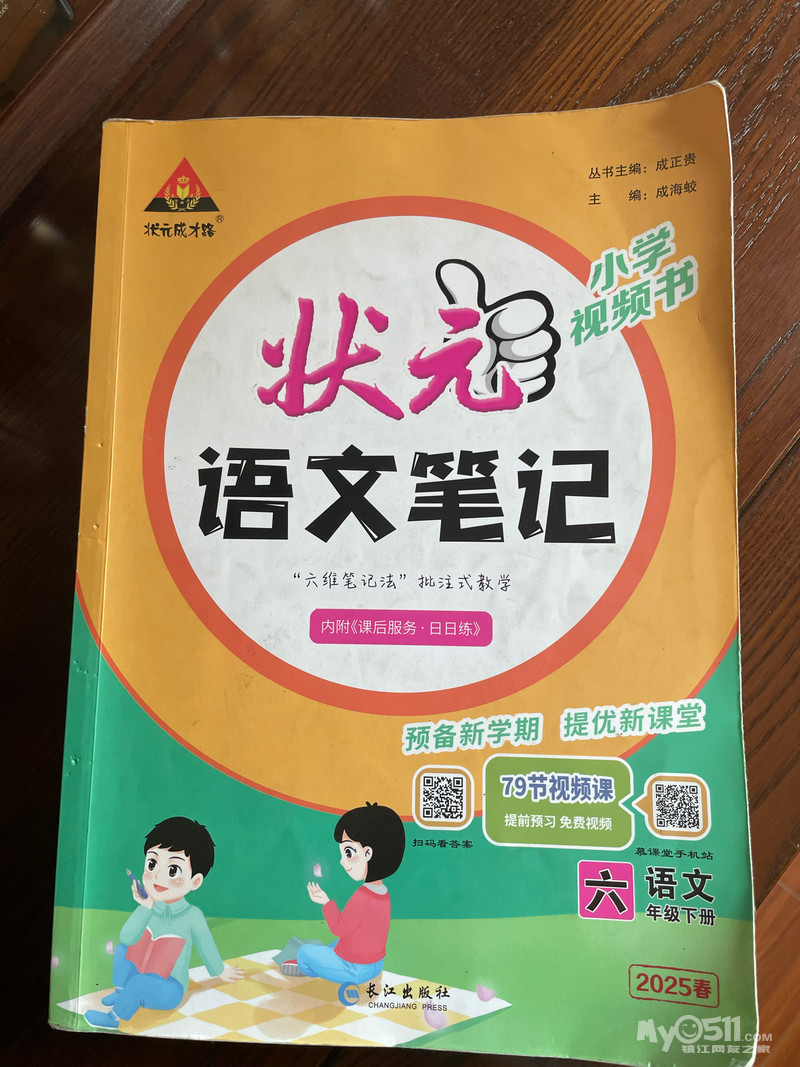 丛书主编：成正贵
主　　编：成海蛟
状元成才路®
小学
视频书
状元
语文笔记
“六维笔记法”批注式教学
内附《课后服务·日日练》
预备新学期 提优新课堂
79节视频课
提前预习 免费视频
扫码看答案
慕课堂手机站
六
语文
年级下册
长江出版社
CHANGJIANG PRESS
2025春
My0511.COM
镇江网友之家